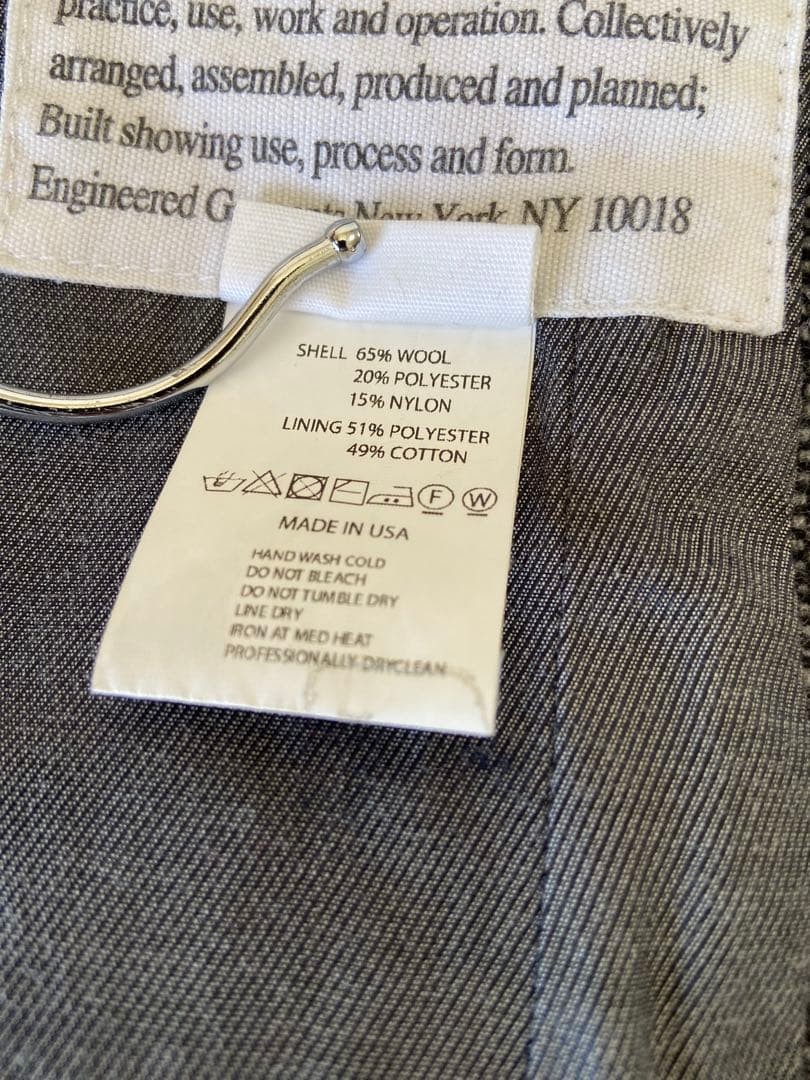 practice, use, work and operation. Collectively
arranged, assembled, produced and planned;
Built showing use, process and form.
Engineered G New York NY 10018
SHELL 65% WOOL
20% POLYESTER
15% NYLON
LINING 51% POLYESTER
49% COTTON
F W
MADE IN USA
HAND WASH COLD
DO NOT BLEACH
DO NOT TUMBLE DRY
LINE DRY
IRON AT MED HEAT
PROFESSIONALLY DRYCLEAN